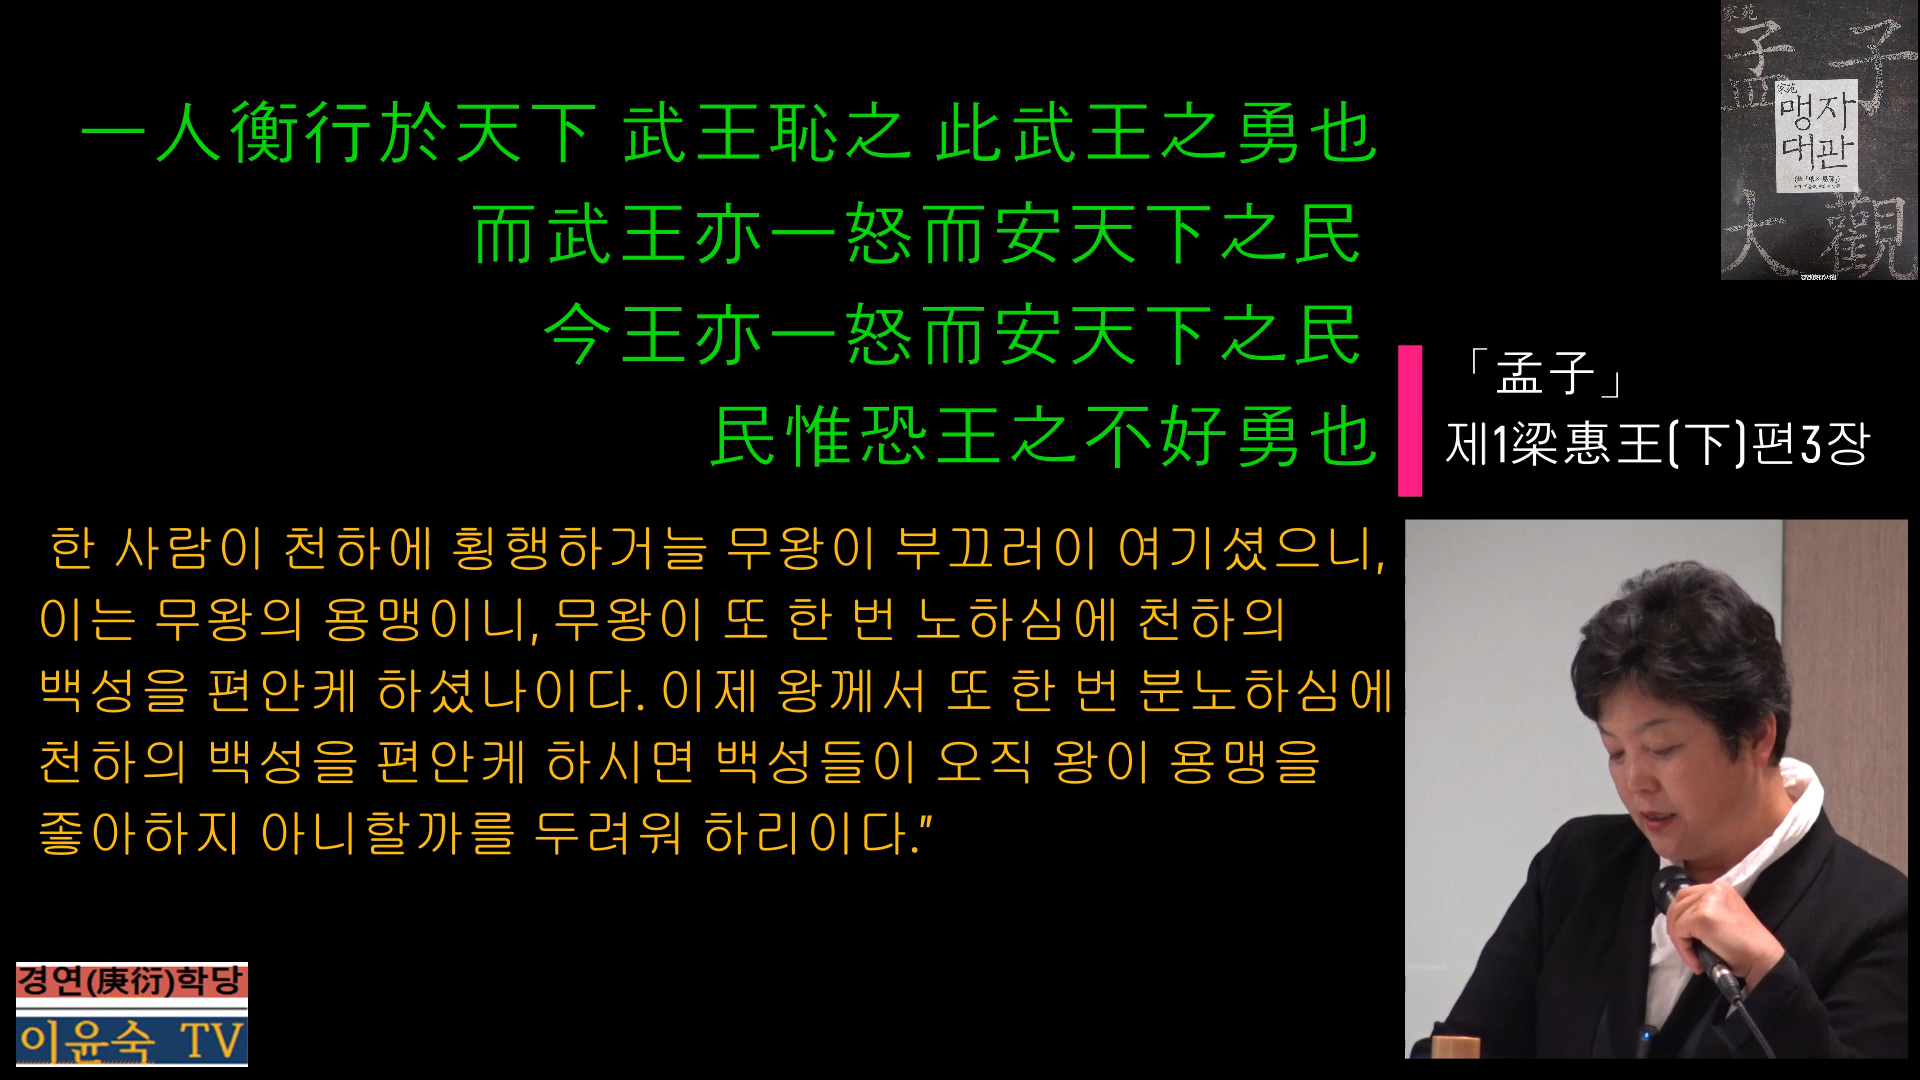 一人衡行於天下 武王恥之 此武王之勇也
而武王亦一怒而安天下之民
今王亦一怒而安天下之民
民惟恐王之不好勇也
「孟子」
제1梁惠王(下)편3장
한 사람이 천하에 횡행하거늘 무왕이 부끄러이 여기셨으니,
이는 무왕의 용맹이니, 무왕이 또 한 번 노하심에 천하의
백성을 편안케 하셨나이다. 이제 왕께서 또 한 번 분노하심에
천하의 백성을 편안케 하시면 백성들이 오직 왕이 용맹을
좋아하지 아니할까를 두려워 하리이다.”
家苑
孟子
家苑
맹자
대관
大觀
경연(庚衍)학당
이윤숙 TV